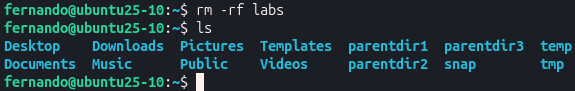 fernando@ubuntu25-10:~$ rm -rf labs
fernando@ubuntu25-10:~$ ls
Desktop    Downloads  Pictures  Templates  parentdir1  parentdir3  temp
Documents  Music      Public    Videos     parentdir2  snap        tmp
fernando@ubuntu25-10:~$